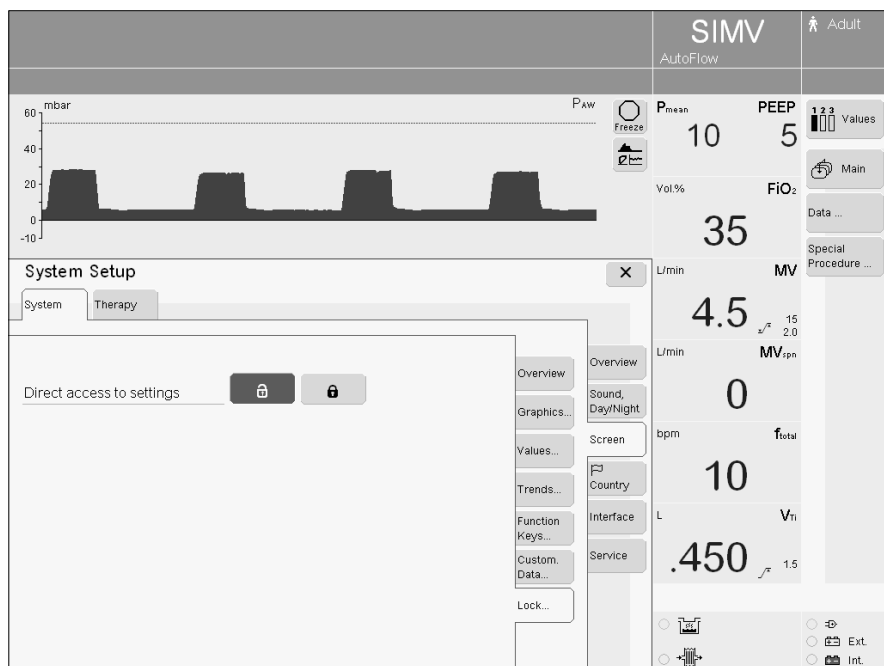 SIMV
AutoFlow
Adult
mbar
PAW
60
40
20
0
-10
Freeze
Pmean
PEEP
10
5
1 2 3
Values
Main
Data ...
Special
Procedure ...
Vol.%
FiO2
35
L/min
MV
4.5
15
2.0
L/min
MVspn
0
bpm
ftotal
10
L
VTi
.450
1.5
Ext.
Int.
System Setup
X
System
Therapy
Direct access to settings
Overview
Graphics...
Values...
Trends...
Function
Keys...
Custom.
Data...
Lock...
Overview
Sound,
Day/Night
Screen
Country
Interface
Service